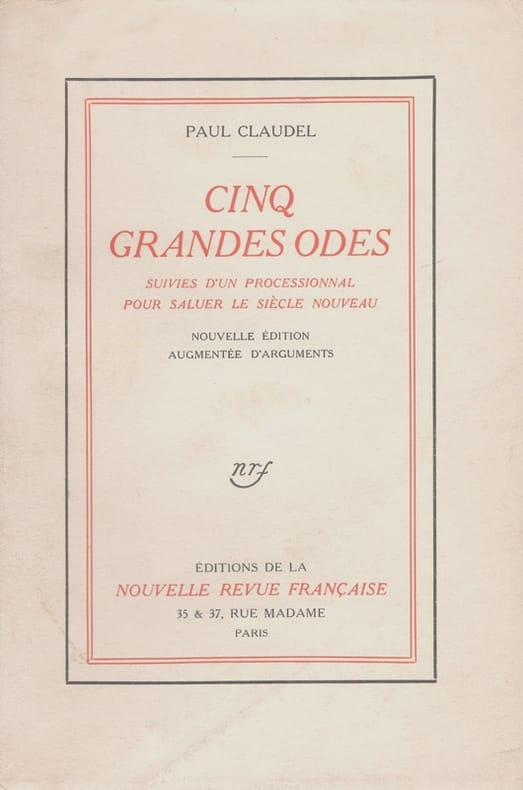 PAUL CLAUDEL
CINQ
GRANDES ODES
SUIVIES D'UN PROCESSIONNAL
POUR SALUER LE SIÈCLE NOUVEAU
NOUVELLE ÉDITION
AUGMENTÉE D'ARGUMENTS
nrf
ÉDITIONS DE LA
NOUVELLE REVUE FRANÇAISE
35 & 37, RUE MADAME
PARIS